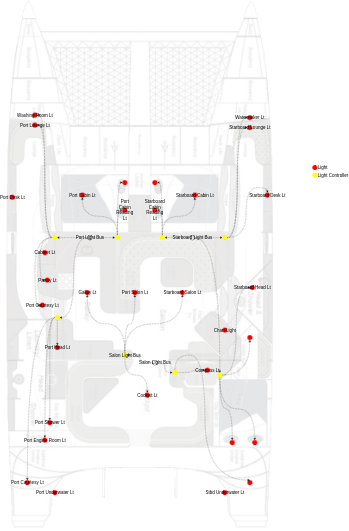 Washing Room Lt
Port Lounge Lt
Watermaker Lt
Starboard Lounge Lt
Light
Light Controller
Port Desk Lt
Port Cabin Lt
Port
Cabin
Reading
Lt
Starboard
Cabin
Reading
Lt
Starboard Cabin Lt
Starboard Desk Lt
Port Light Bus
Starboard Light Bus
Cabinet Lt
Pantry Lt
Port Courtesy Lt
Galley Lt
Port Salon Lt
Starboard Salon Lt
Starboard Head Lt
Chart Light
Port Head Lt
Salon Light Bus
Salon Light Bus
Companion Lt
Cockpit Lt
Port Shower Lt
Port Engine Room Lt
Port Courtesy Lt
Port Underwater Lt
Stbd Underwater Lt